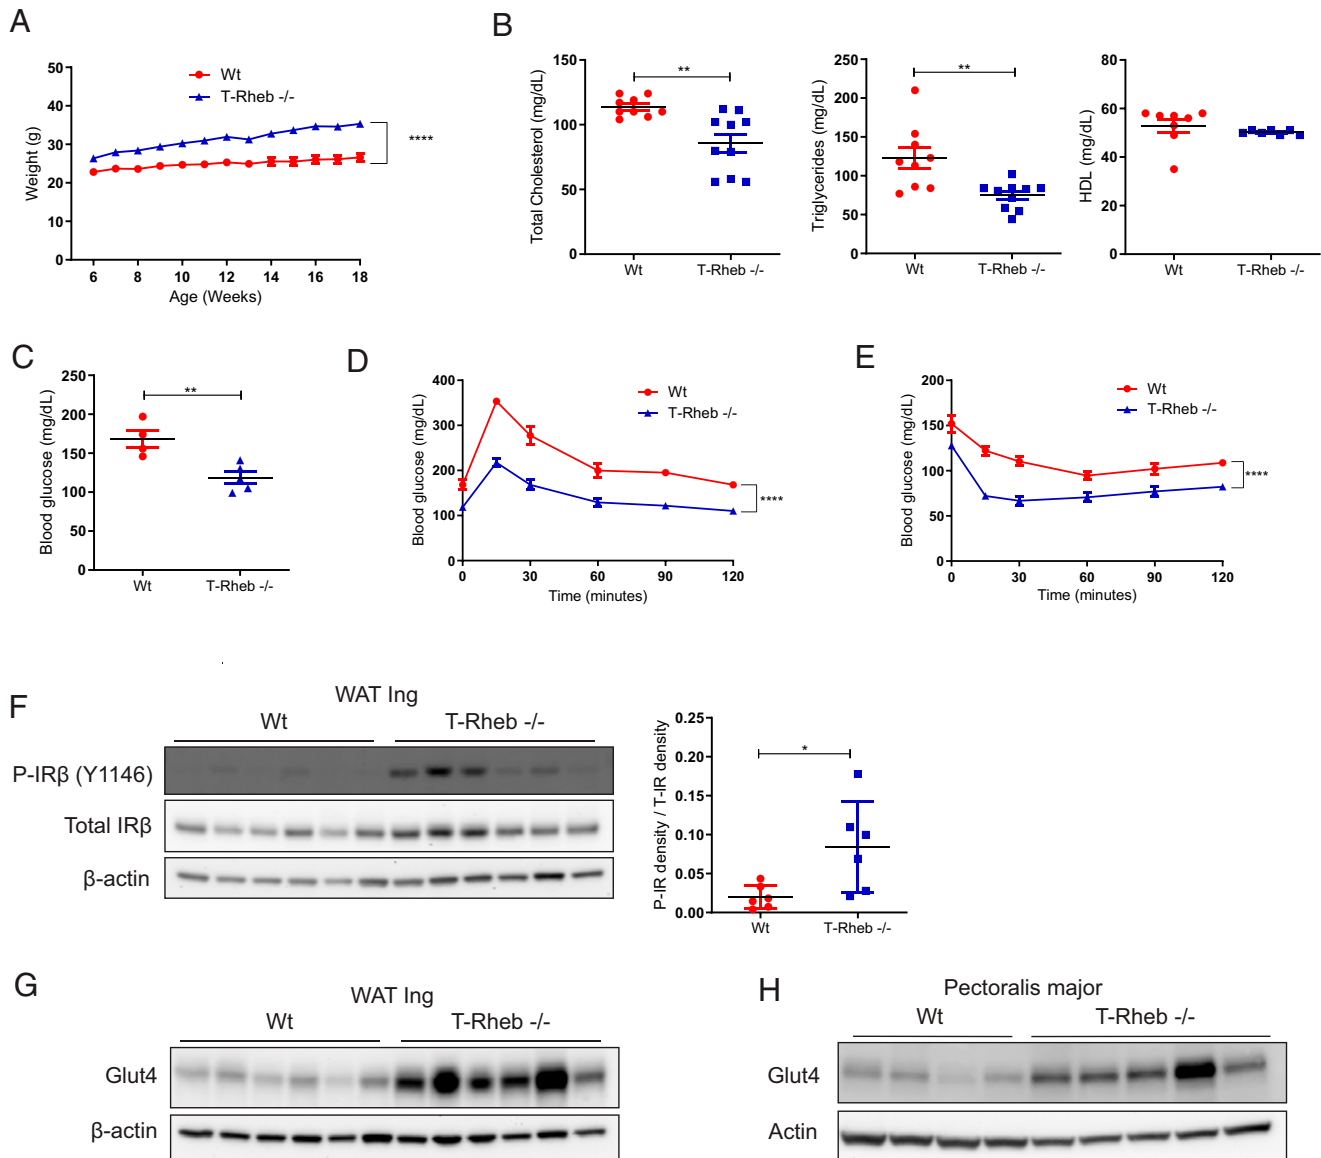 A
Weight (g)
50
40
30
20
10
0
6 8 10 12 14 16 18
Age (Weeks)
Wt
T-Rheb -/-
****
B
Total Cholesterol (mg/dL)
150
100
50
0
**
Wt T-Rheb -/-
Triglycerides (mg/dL)
250
200
150
100
50
0
**
Wt T-Rheb -/-
HDL (mg/dL)
80
60
40
20
0
Wt T-Rheb -/-
C
Blood glucose (mg/dL)
250
200
150
100
50
0
**
Wt T-Rheb -/-
D
Blood glucose (mg/dL)
400
300
200
100
0
0 30 60 90 120
Time (minutes)
Wt
T-Rheb -/-
****
E
Blood glucose (mg/dL)
200
150
100
50
0
0 30 60 90 120
Time (minutes)
Wt
T-Rheb -/-
****
F
WAT Ing
Wt T-Rheb -/-
P-IRβ (Y1146)
Total IRβ
β-actin
P-IR density / T-IR density
0.25
0.20
0.15
0.10
0.05
0.00
*
Wt T-Rheb -/-
G
WAT Ing
Wt T-Rheb -/-
Glut4
β-actin
H
Pectoralis major
Wt T-Rheb -/-
Glut4
Actin